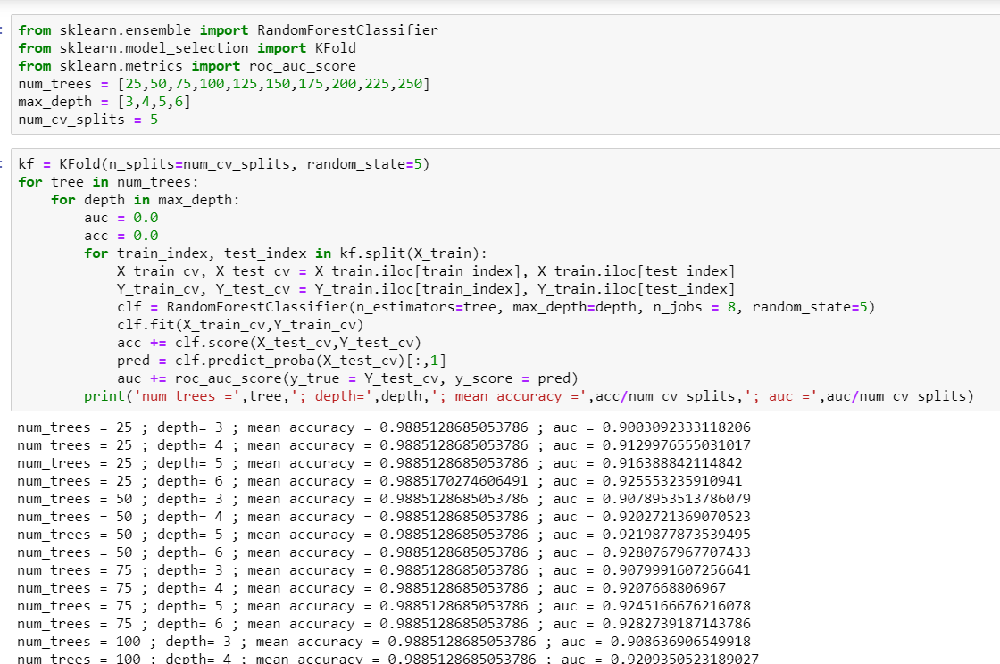 from sklearn.ensemble import RandomForestClassifier
from sklearn.model_selection import KFold
from sklearn.metrics import roc_auc_score
num_trees = [25,50,75,100,125,150,175,200,225,250]
max_depth = [3,4,5,6]
num_cv_splits = 5
kf = KFold(n_splits=num_cv_splits, random_state=5)
for tree in num_trees:
    for depth in max_depth:
        auc = 0.0
        acc = 0.0
        for train_index, test_index in kf.split(X_train):
            X_train_cv, X_test_cv = X_train.iloc[train_index], X_train.iloc[test_index]
            Y_train_cv, Y_test_cv = Y_train.iloc[train_index], Y_train.iloc[test_index]
            clf = RandomForestClassifier(n_estimators=tree, max_depth=depth, n_jobs = 8, random_state=5)
            clf.fit(X_train_cv,Y_train_cv)
            acc += clf.score(X_test_cv,Y_test_cv)
            pred = clf.predict_proba(X_test_cv)[:,1]
            auc += roc_auc_score(y_true = Y_test_cv, y_score = pred)
        print('num_trees =',tree,'; depth=',depth,'; mean accuracy =',acc/num_cv_splits,'; auc =',auc/num_cv_splits)
num_trees = 25 ; depth= 3 ; mean accuracy = 0.9885128685053786 ; auc = 0.9003092333118206
num_trees = 25 ; depth= 4 ; mean accuracy = 0.9885128685053786 ; auc = 0.9129976555031017
num_trees = 25 ; depth= 5 ; mean accuracy = 0.9885128685053786 ; auc = 0.916388842114842
num_trees = 25 ; depth= 6 ; mean accuracy = 0.9885170274606491 ; auc = 0.925553235910941
num_trees = 50 ; depth= 3 ; mean accuracy = 0.9885128685053786 ; auc = 0.9078953513786079
num_trees = 50 ; depth= 4 ; mean accuracy = 0.9885128685053786 ; auc = 0.9202721369070523
num_trees = 50 ; depth= 5 ; mean accuracy = 0.9885128685053786 ; auc = 0.9219877873539495
num_trees = 50 ; depth= 6 ; mean accuracy = 0.9885128685053786 ; auc = 0.9280767967707433
num_trees = 75 ; depth= 3 ; mean accuracy = 0.9885128685053786 ; auc = 0.9079991607256641
num_trees = 75 ; depth= 4 ; mean accuracy = 0.9885128685053786 ; auc = 0.9207668806967
num_trees = 75 ; depth= 5 ; mean accuracy = 0.9885128685053786 ; auc = 0.9245166676216078
num_trees = 75 ; depth= 6 ; mean accuracy = 0.9885128685053786 ; auc = 0.9282739187143786
num_trees = 100 ; depth= 3 ; mean accuracy = 0.9885128685053786 ; auc = 0.908636906549918
num_trees = 100 ; depth= 4 ; mean accuracy = 0.9885128685053786 ; auc = 0.9209350523189027